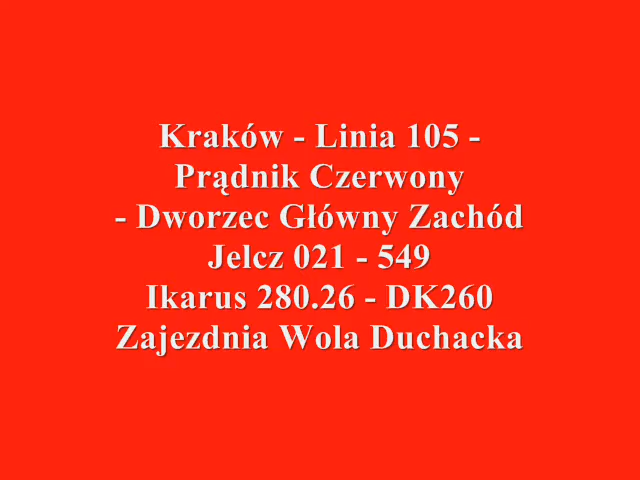 Kraków - Linia 105 -
Prądnik Czerwony
- Dworzec Główny Zachód
Jelcz 021 - 549
Ikarus 280.26 - DK260
Zajezdnia Wola Duchacka